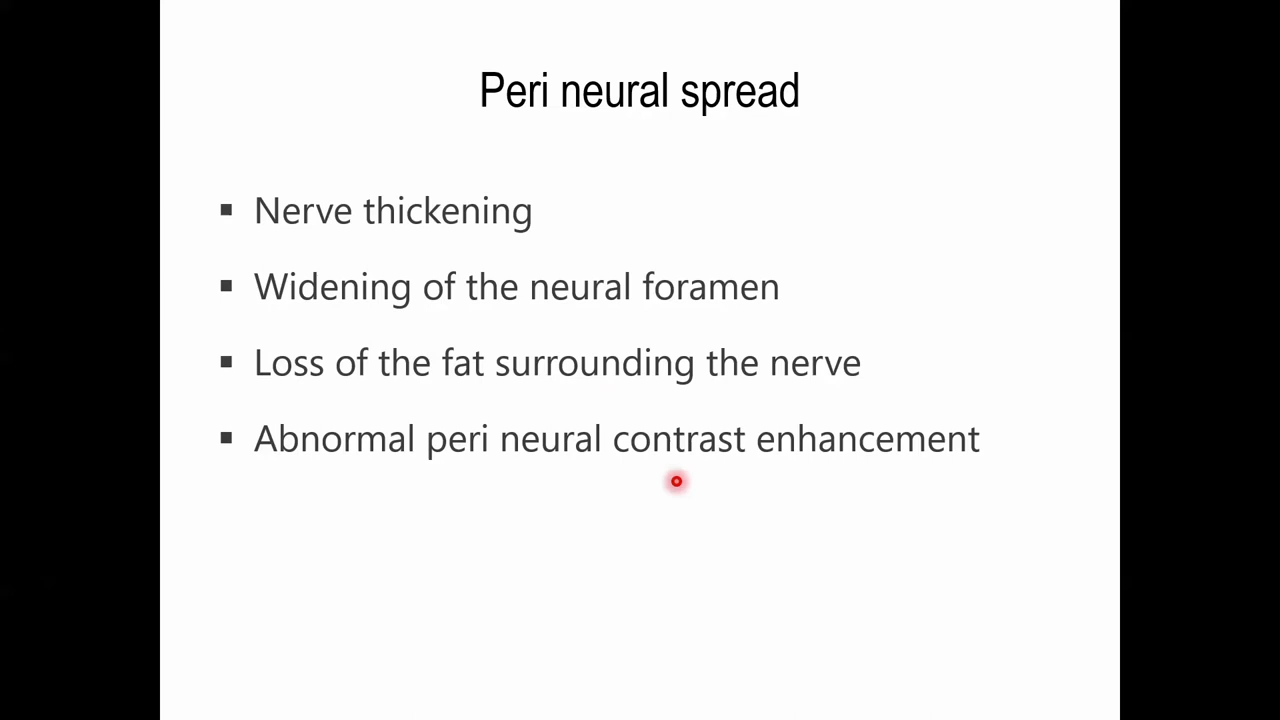 Peri neural spread
▪ Nerve thickening
▪ Widening of the neural foramen
▪ Loss of the fat surrounding the nerve
▪ Abnormal peri neural contrast enhancement